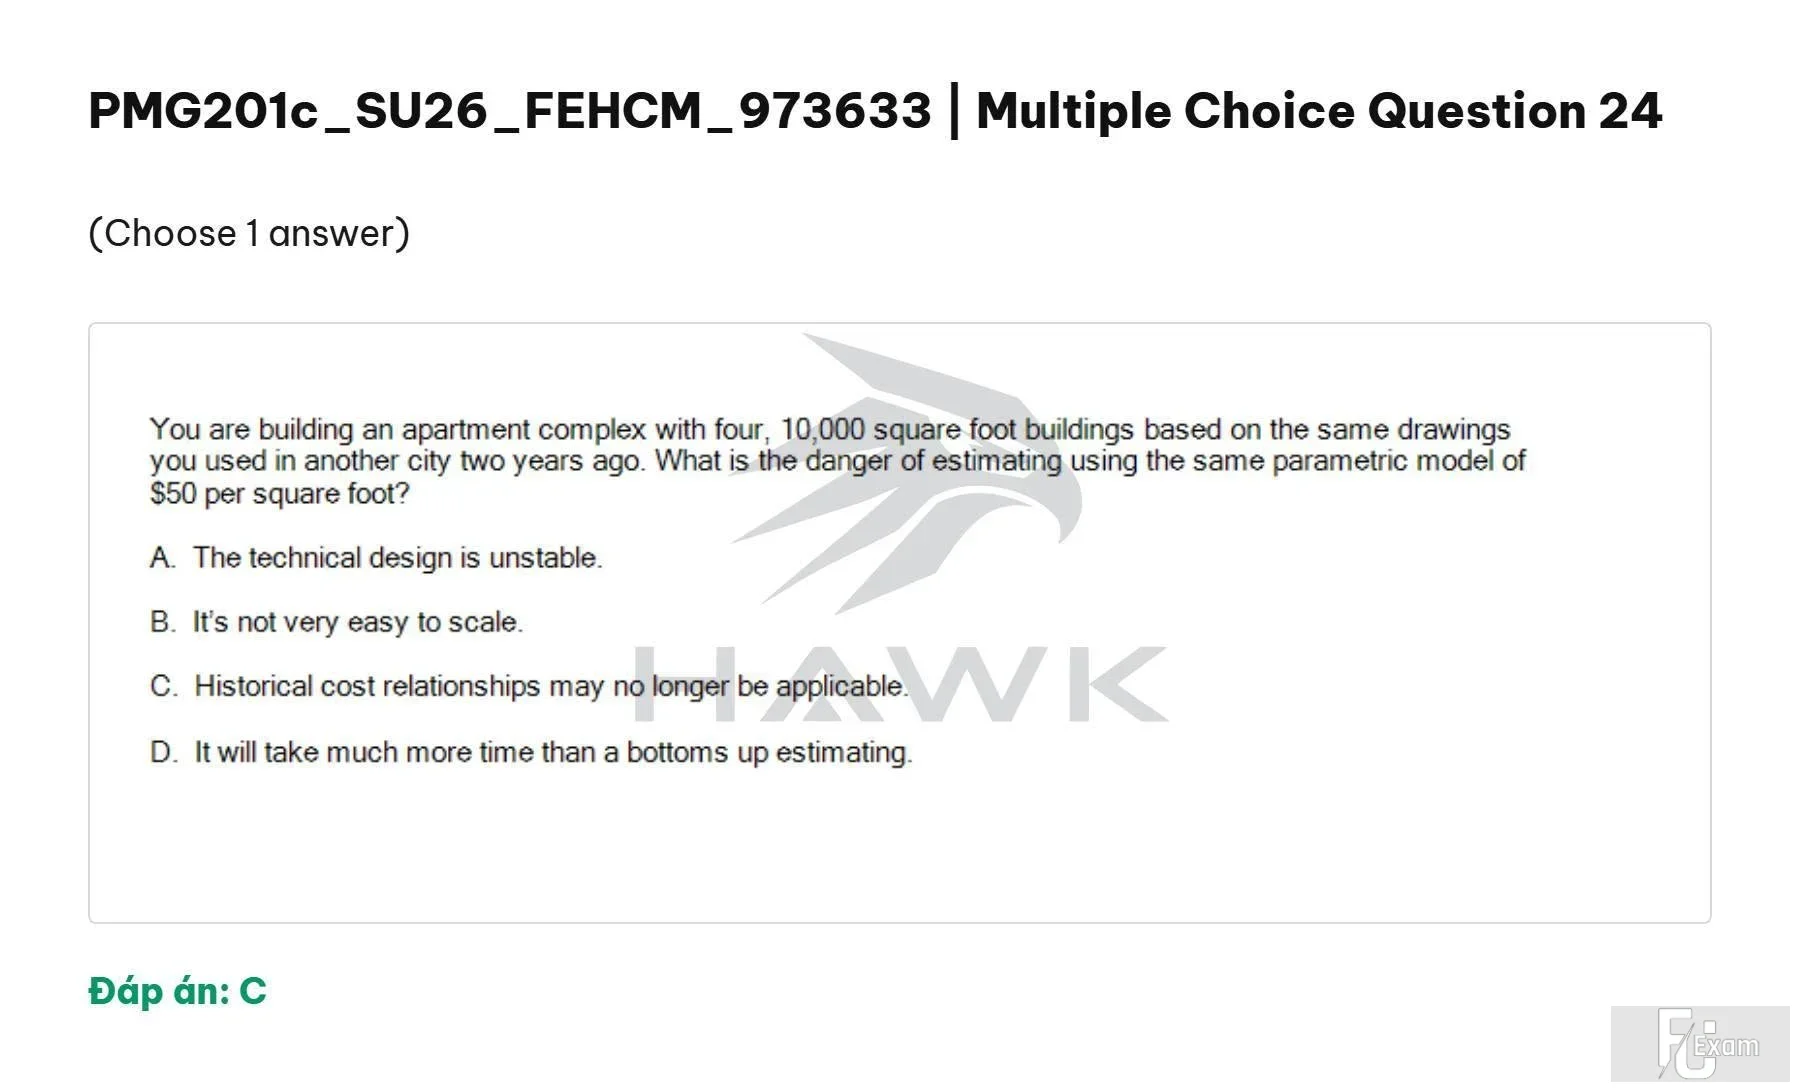 PMG201c_SU26_FEHCM_973633 | Multiple Choice Question 24
(Choose 1 answer)
You are building an apartment complex with four, 10,000 square foot buildings based on the same drawings
you used in another city two years ago. What is the danger of estimating using the same parametric model of
$50 per square foot?
A. The technical design is unstable.
B. It's not very easy to scale.
C. Historical cost relationships may no longer be applicable.
D. It will take much more time than a bottoms up estimating.
HAWK
Đáp án: C
FU Exam